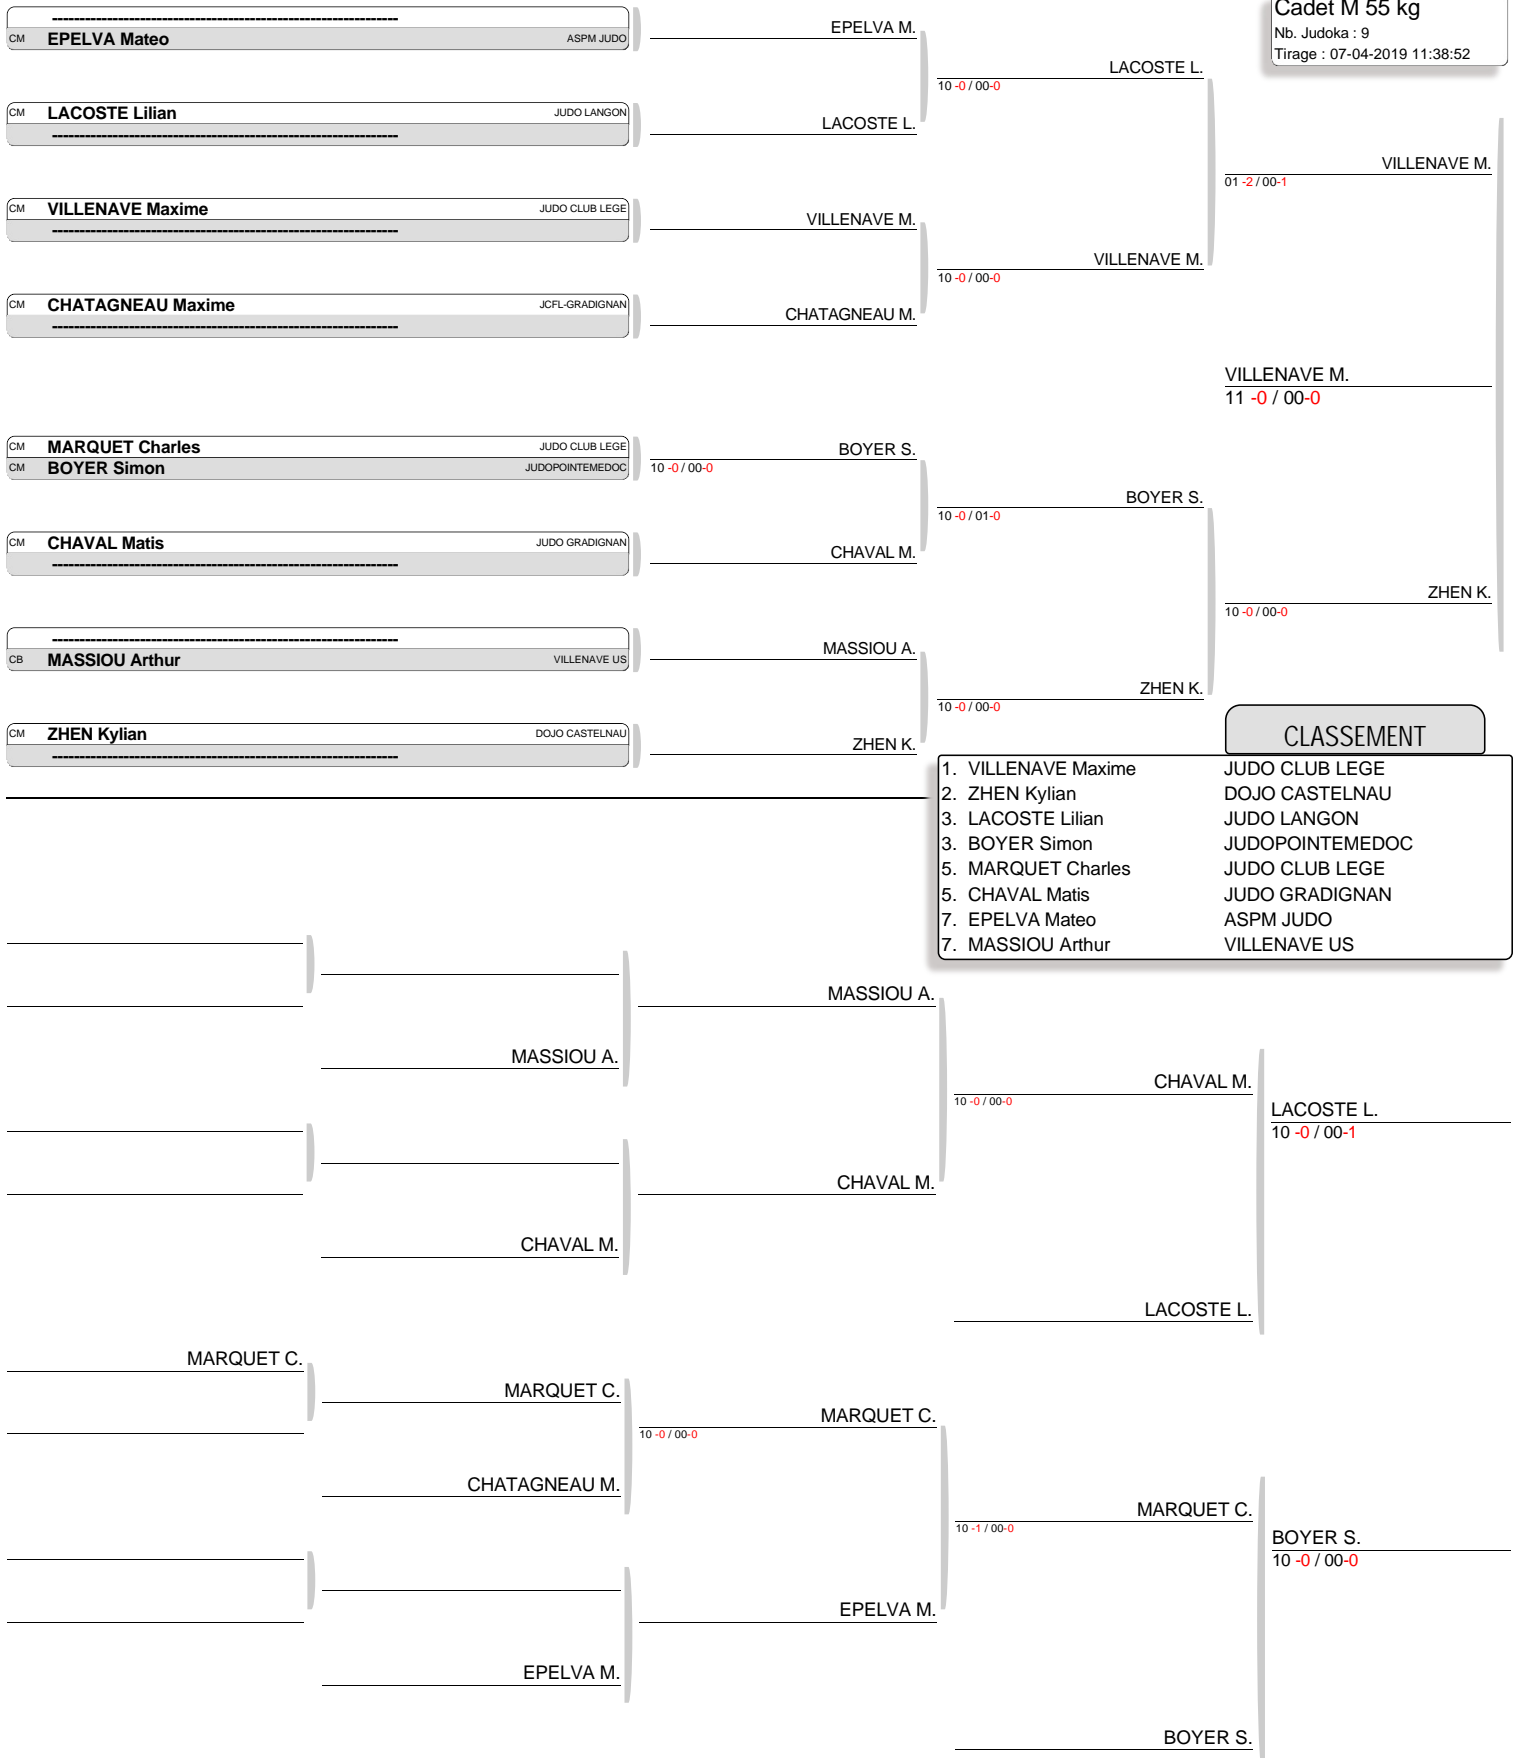 Cadet M 55 kg
Nb. Judoka : 9
Tirage : 07-04-2019 11:38:52
--------------------------------------------------------------------
CM EPELVA Mateo ASPM JUDO
CM LACOSTE Lilian JUDO LANGON
--------------------------------------------------------------------
CM VILLENAVE Maxime JUDO CLUB LEGE
--------------------------------------------------------------------
CM CHATAGNEAU Maxime JCFL-GRADIGNAN
--------------------------------------------------------------------
CM MARQUET Charles JUDO CLUB LEGE
CM BOYER Simon JUDOPOINTEMEDOC
CM CHAVAL Matis JUDO GRADIGNAN
--------------------------------------------------------------------
--------------------------------------------------------------------
CB MASSIOU Arthur VILLENAVE US
CM ZHEN Kylian DOJO CASTELNAU
--------------------------------------------------------------------
EPELVA M.
LACOSTE L.
VILLENAVE M.
CHATAGNEAU M.
BOYER S.
10 -0 / 00-0
CHAVAL M.
MASSIOU A.
ZHEN K.
LACOSTE L.
10 -0 / 00-0
VILLENAVE M.
10 -0 / 00-0
BOYER S.
10 -0 / 01-0
ZHEN K.
10 -0 / 00-0
VILLENAVE M.
01 -2 / 00-1
VILLENAVE M.
11 -0 / 00-0
ZHEN K.
10 -0 / 00-0
CLASSEMENT
1. VILLENAVE Maxime JUDO CLUB LEGE
2. ZHEN Kylian DOJO CASTELNAU
3. LACOSTE Lilian JUDO LANGON
3. BOYER Simon JUDOPOINTEMEDOC
5. MARQUET Charles JUDO CLUB LEGE
5. CHAVAL Matis JUDO GRADIGNAN
7. EPELVA Mateo ASPM JUDO
7. MASSIOU Arthur VILLENAVE US
MASSIOU A.
MASSIOU A.
CHAVAL M.
CHAVAL M.
CHAVAL M.
10 -0 / 00-0
LACOSTE L.
LACOSTE L.
10 -0 / 00-1
MARQUET C.
MARQUET C.
CHATAGNEAU M.
MARQUET C.
10 -0 / 00-0
EPELVA M.
EPELVA M.
MARQUET C.
10 -1 / 00-0
BOYER S.
BOYER S.
10 -0 / 00-0